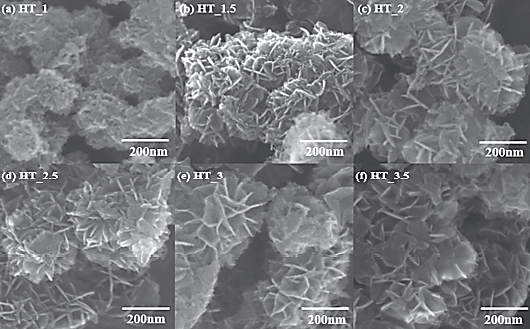 (a) HT_1
(b) HT_1.5
(c) HT_2
200nm
200nm
200nm
(d) HT_2.5
(e) HT_3
(f) HT_3.5
200nm
200nm
200nm